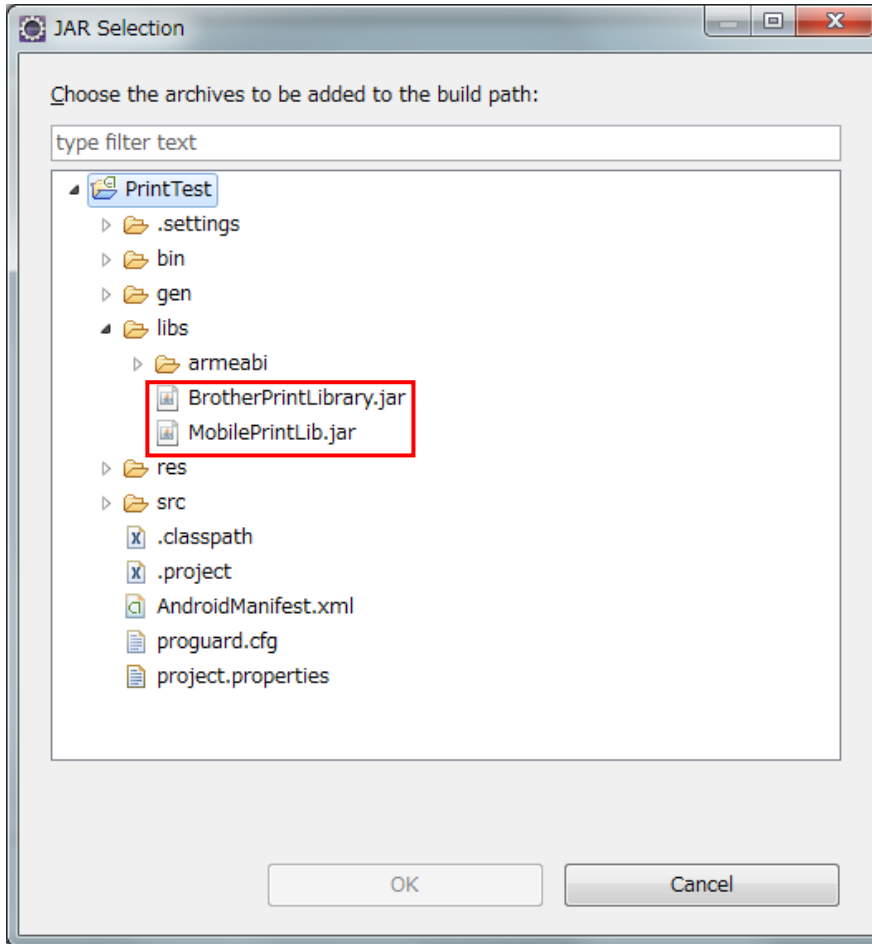 JAR Selection
Choose the archives to be added to the build path:
type filter text
PrintTest
.settings
bin
gen
libs
armeabi
BrotherPrintLibrary.jar
MobilePrintLib.jar
res
src
.classpath
.project
AndroidManifest.xml
proguard.cfg
project.properties
OK
Cancel